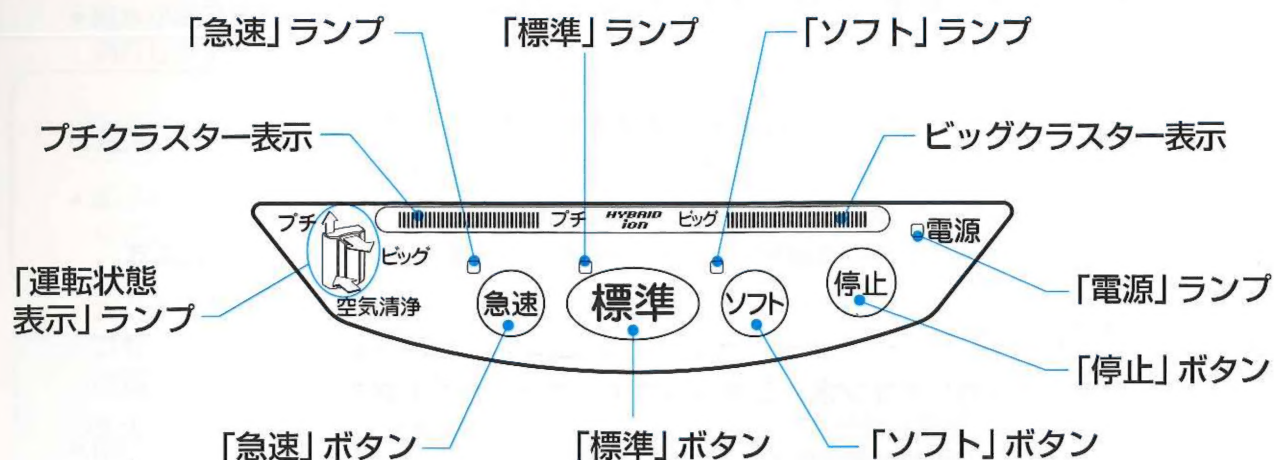 「急速」ランプ
「標準」ランプ
「ソフト」ランプ
プチクラスター表示
ビッグクラスター表示
プチ
HYBRID
ion
ビッグ
プチ
ビッグ
空気清浄
電源
急速
標準
ソフト
停止
「運転状態
表示」ランプ
「電源」ランプ
「停止」ボタン
「急速」ボタン
「標準」ボタン
「ソフト」ボタン